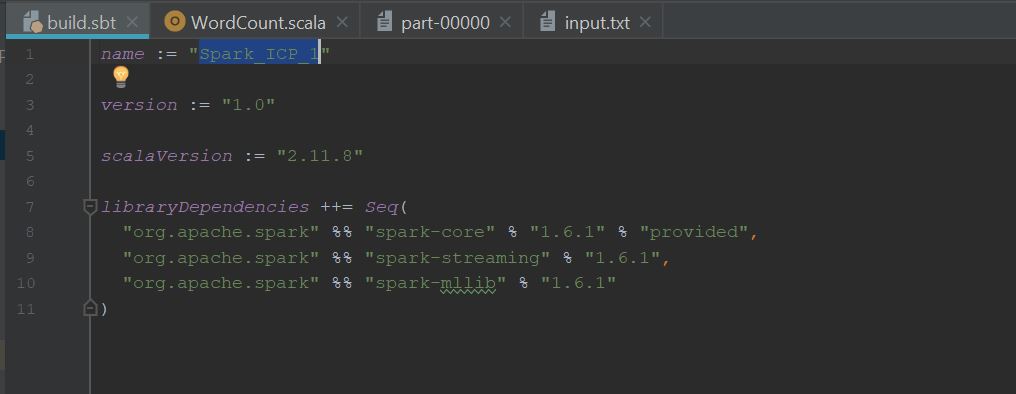 build.sbt WordCount.scala part-00000 input.txt
1 name := "Spark_ICP_1"
2
3 version := "1.0"
4
5 scalaVersion := "2.11.8"
6
7 libraryDependencies ++= Seq(
8 "org.apache.spark" %% "spark-core" % "1.6.1" % "provided",
9 "org.apache.spark" %% "spark-streaming" % "1.6.1",
10 "org.apache.spark" %% "spark-mllib" % "1.6.1"
11 )